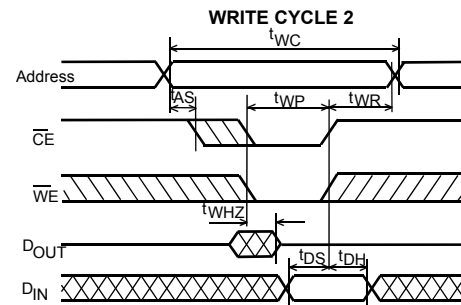 WRITE CYCLE 2
tWC
Address
tAS
tWP
tWR
CE
WE
tWHZ
DOUT
tDS
tDH
DIN